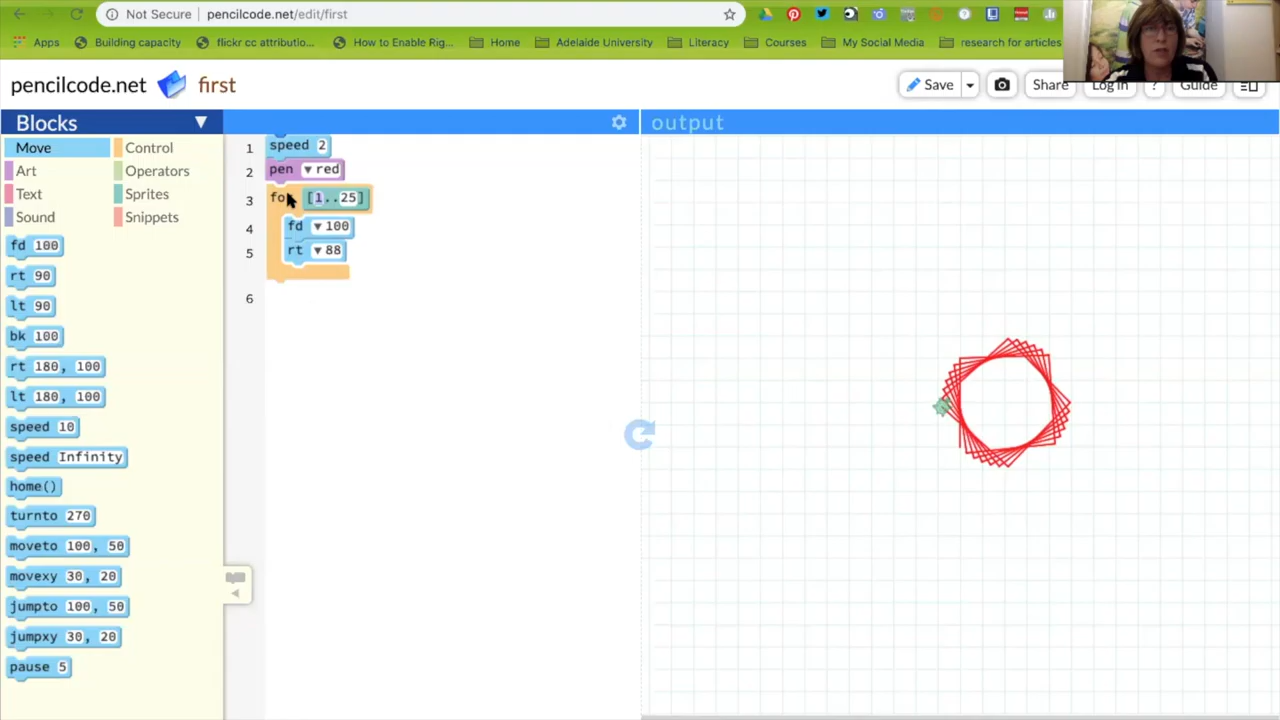 Not Secure | pencilcode.net/edit/first
Apps Building capacity flickr cc attributio... How to Enable Rig... Home Adelaide University Literacy Courses My Social Media research for articles
pencilcode.net first Save Share Log in ? Guide
Blocks ▼
output
Move Control
Art Operators
Text Sprites
Sound Snippets
fd 100
rt 90
lt 90
bk 100
rt 180, 100
lt 180, 100
speed 10
speed Infinity
home()
turnto 270
moveto 100, 50
movexy 30, 20
jumpto 100, 50
jumpxy 30, 20
pause 5
1 speed 2
2 pen ▼ red
3 fo [1..25]
4 fd ▼ 100
5 rt ▼ 88
6